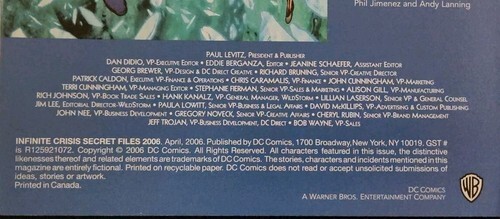 Phil Jimenez and Andy Lanning
PAUL LEVITZ, PRESIDENT & PUBLISHER
DAN DIDIO, VP-EXECUTIVE EDITOR • EDDIE BERGANZA, EDITOR • JEANINE SCHAEFER, ASSISTANT EDITOR
GEORG BREWER, VP-DESIGN & DC DIRECT CREATIVE • RICHARD BRUNING, SENIOR VP-CREATIVE DIRECTOR
PATRICK CALDON, EXECUTIVE VP-FINANCE & OPERATIONS • CHRIS CARAMALIS, VP-FINANCE • JOHN CUNNINGHAM, VP-MARKETING
TERRI CUNNINGHAM, VP-MANAGING EDITOR • STEPHANIE FIERMAN, SENIOR VP-SALES & MARKETING • ALISON GILL, VP-MANUFACTURING
RICH JOHNSON, VP-BOOK TRADE SALES • HANK KANALZ, VP-GENERAL MANAGER, WILDSTORM • LILLIAN LASERSON, SENIOR VP & GENERAL COUNSEL
JIM LEE, EDITORIAL DIRECTOR-WILDSTORM • PAULA LOWITT, SENIOR VP-BUSINESS & LEGAL AFFAIRS • DAVID MCKILLIPS, VP-ADVERTISING & CUSTOM PUBLISHING
JOHN NEE, VP-BUSINESS DEVELOPMENT • GREGORY NOVECK, SENIOR VP-CREATIVE AFFAIRS • CHERYL RUBIN, SENIOR VP-BRAND MANAGEMENT
JEFF TROJAN, VP-BUSINESS DEVELOPMENT, DC DIRECT • BOB WAYNE, VP-SALES
INFINITE CRISIS SECRET FILES 2006. April, 2006. Published by DC Comics, 1700 Broadway, New York, NY 10019. GST #
is R125921072. Copyright © 2006 DC Comics. All Rights Reserved. All characters featured in this issue, the distinctive
likenesses thereof and related elements are trademarks of DC Comics. The stories, characters and incidents mentioned in this
magazine are entirely fictional. Printed on recyclable paper. DC Comics does not read or accept unsolicited submissions of
ideas, stories or artwork.
Printed in Canada.
DC COMICS
A WARNER BROS. ENTERTAINMENT COMPANY
WB